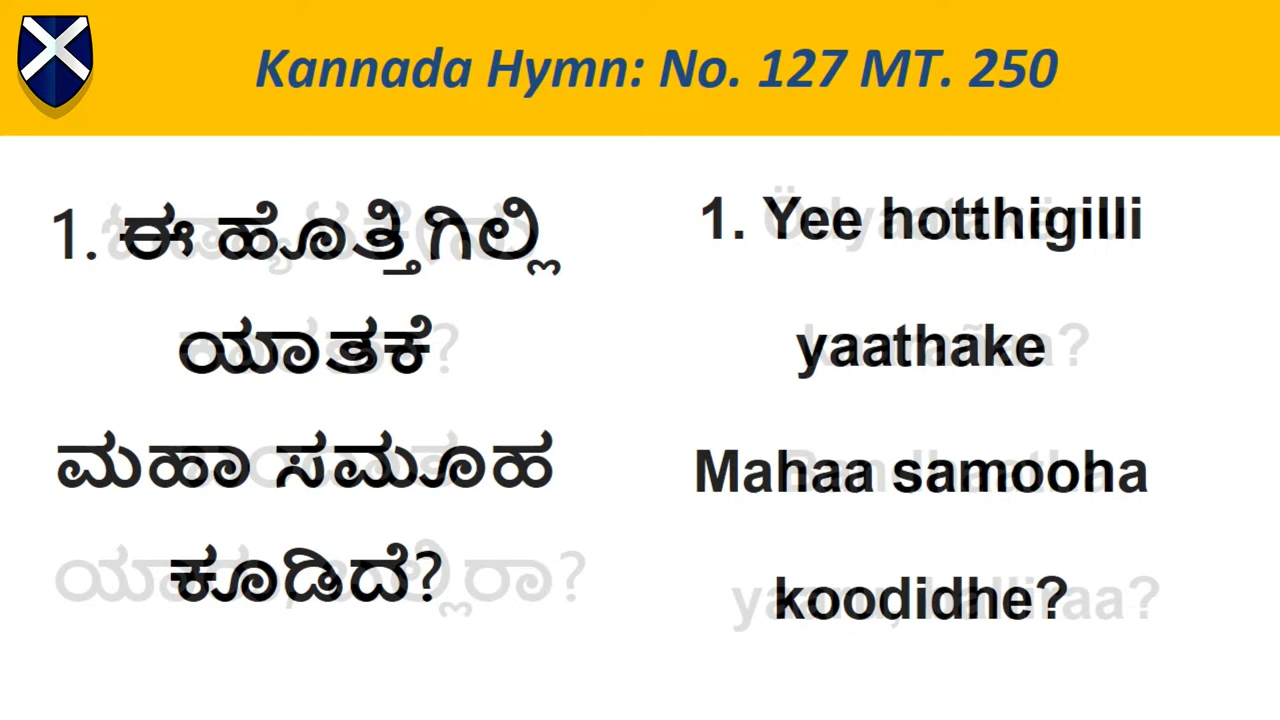 Kannada Hymn: No. 127 MT. 250
1. ಈ ಹೊತ್ತಿಗಿಲ್ಲಿ
ಯಾತಕೆ
ಮಹಾ ಸಮೂಹ
ಕೂಡಿದೆ?
1. Yee hotthigilli
yaathake
Mahaa samooha
koodidhe?